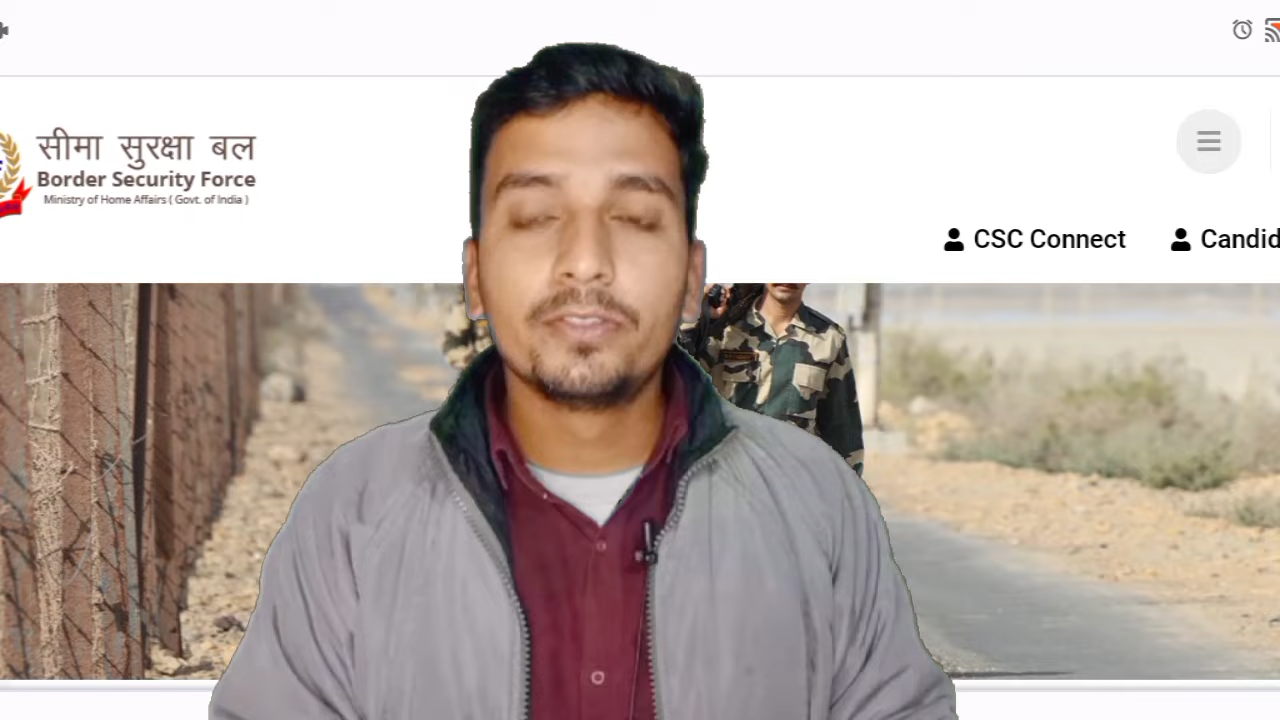 सीमा सुरक्षा बल
Border Security Force
Ministry of Home Affairs ( Govt. of India )
CSC Connect
Candid